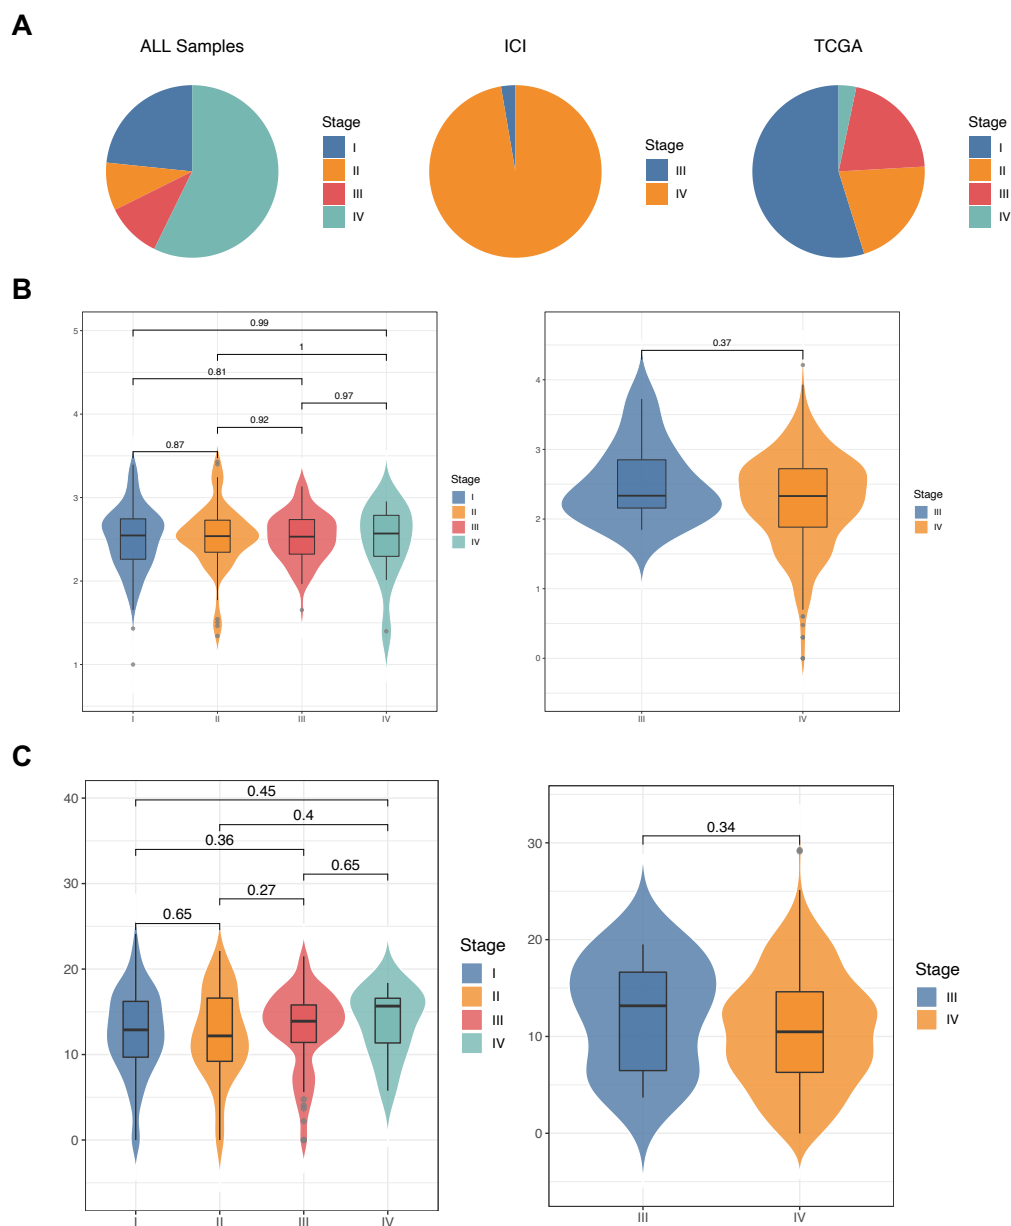 A
ALL Samples
ICI
TCGA
Stage
I
II
III
IV
Stage
III
IV
Stage
I
II
III
IV
B
5
4
3
2
1
0.99
1
0.81
0.97
0.92
0.87
I
II
III
IV
Stage
I
II
III
IV
4
3
2
1
0
0.37
III
IV
Stage
III
IV
C
40
30
20
10
0
0.45
0.4
0.36
0.65
0.27
0.65
I
II
III
IV
Stage
I
II
III
IV
30
20
10
0
0.34
III
IV
Stage
III
IV